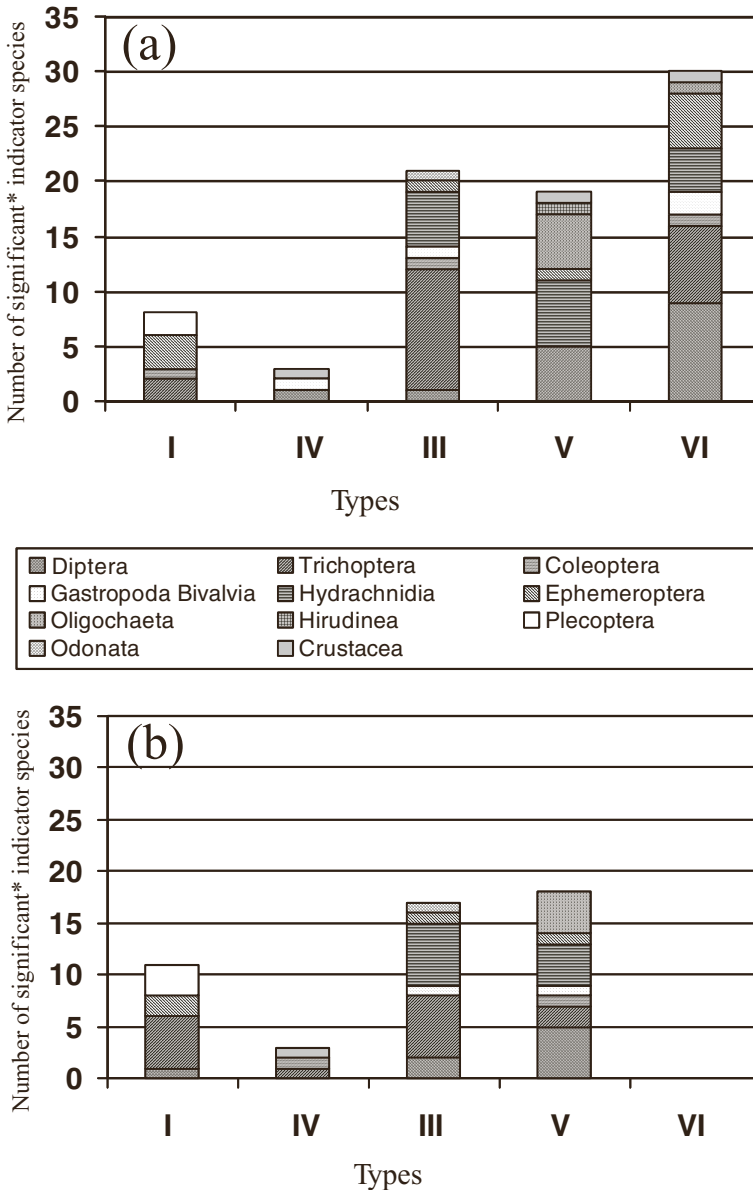 (a)
Number of significant* indicator species
35
30
25
20
15
10
5
0
I IV III V VI
Types
Diptera Trichoptera Coleoptera
Gastropoda Bivalvia Hydrachnidia Ephemeroptera
Oligochaeta Hirudinea Plecoptera
Odonata Crustacea
(b)
Number of significant* indicator species
35
30
25
20
15
10
5
0
I IV III V VI
Types